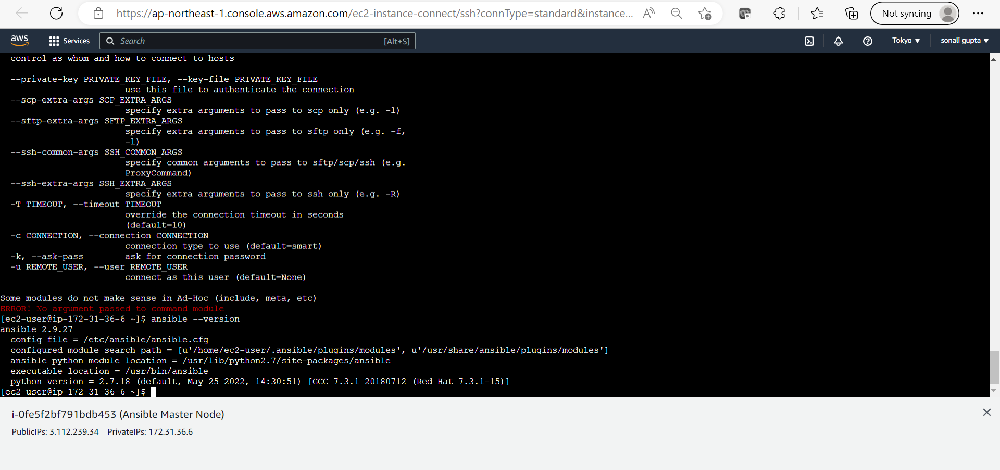 https://ap-northeast-1.console.aws.amazon.com/ec2-instance-connect/ssh?connType=standard&instance...
Not syncing
aws
Services
Search
[Alt+S]
Tokyo
sonali gupta
control as whom and how to connect to hosts
--private-key PRIVATE_KEY_FILE, --key-file PRIVATE_KEY_FILE
use this file to authenticate the connection
--scp-extra-args SCP_EXTRA_ARGS
specify extra arguments to pass to scp only (e.g. -l)
--sftp-extra-args SFTP_EXTRA_ARGS
specify extra arguments to pass to sftp only (e.g. -f,
-l)
--ssh-common-args SSH_COMMON_ARGS
specify common arguments to pass to sftp/scp/ssh (e.g.
ProxyCommand)
--ssh-extra-args SSH_EXTRA_ARGS
specify extra arguments to pass to ssh only (e.g. -R)
-T TIMEOUT, --timeout TIMEOUT
override the connection timeout in seconds
(default=10)
-c CONNECTION, --connection CONNECTION
connection type to use (default=smart)
-k, --ask-pass ask for connection password
-u REMOTE_USER, --user REMOTE_USER
connect as this user (default=None)
Some modules do not make sense in Ad-Hoc (include, meta, etc)
ERROR! No argument passed to command module
[ec2-user@ip-172-31-36-6 ~]$ ansible --version
ansible 2.9.27
config file = /etc/ansible/ansible.cfg
configured module search path = [u'/home/ec2-user/.ansible/plugins/modules', u'/usr/share/ansible/plugins/modules']
ansible python module location = /usr/lib/python2.7/site-packages/ansible
executable location = /usr/bin/ansible
python version = 2.7.18 (default, May 25 2022, 14:30:51) [GCC 7.3.1 20180712 (Red Hat 7.3.1-15)]
[ec2-user@ip-172-31-36-6 ~]$
i-0fe5f2bf791bdb453 (Ansible Master Node)
PublicIPs: 3.112.239.34 PrivateIPs: 172.31.36.6